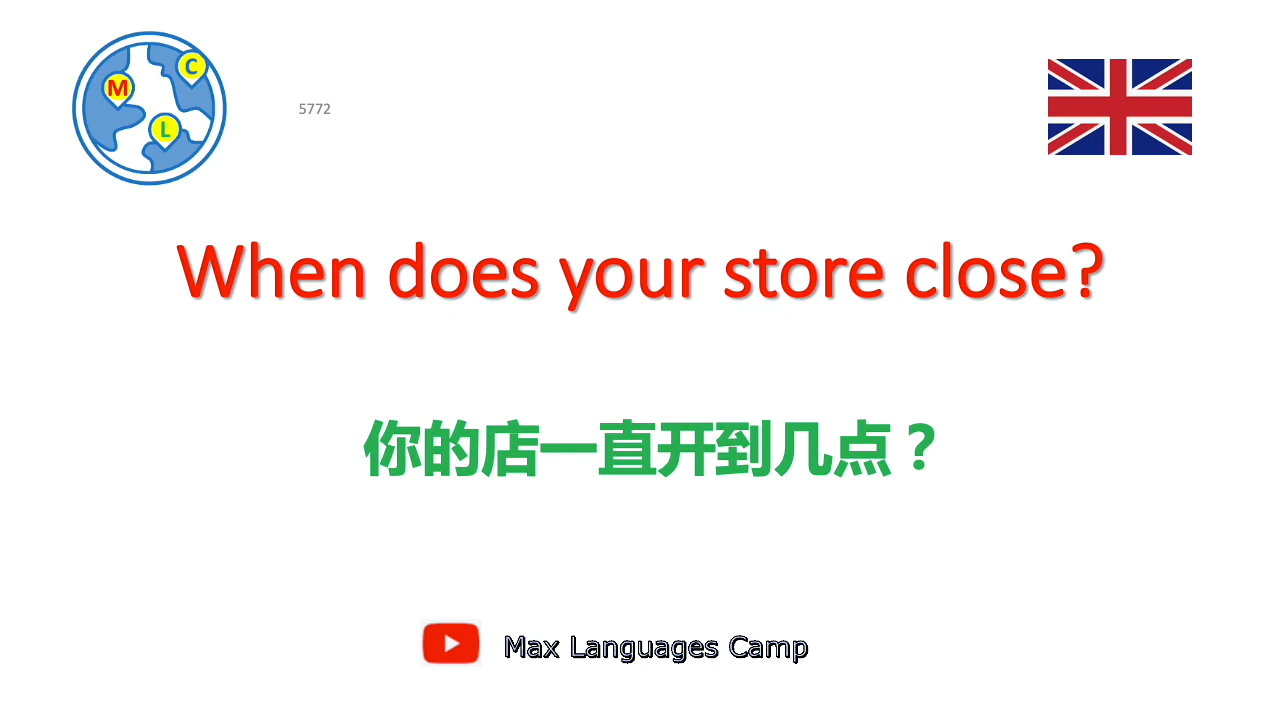 C
M
L
5772
When does your store close?
你的店一直开到几点？
Max Languages Camp